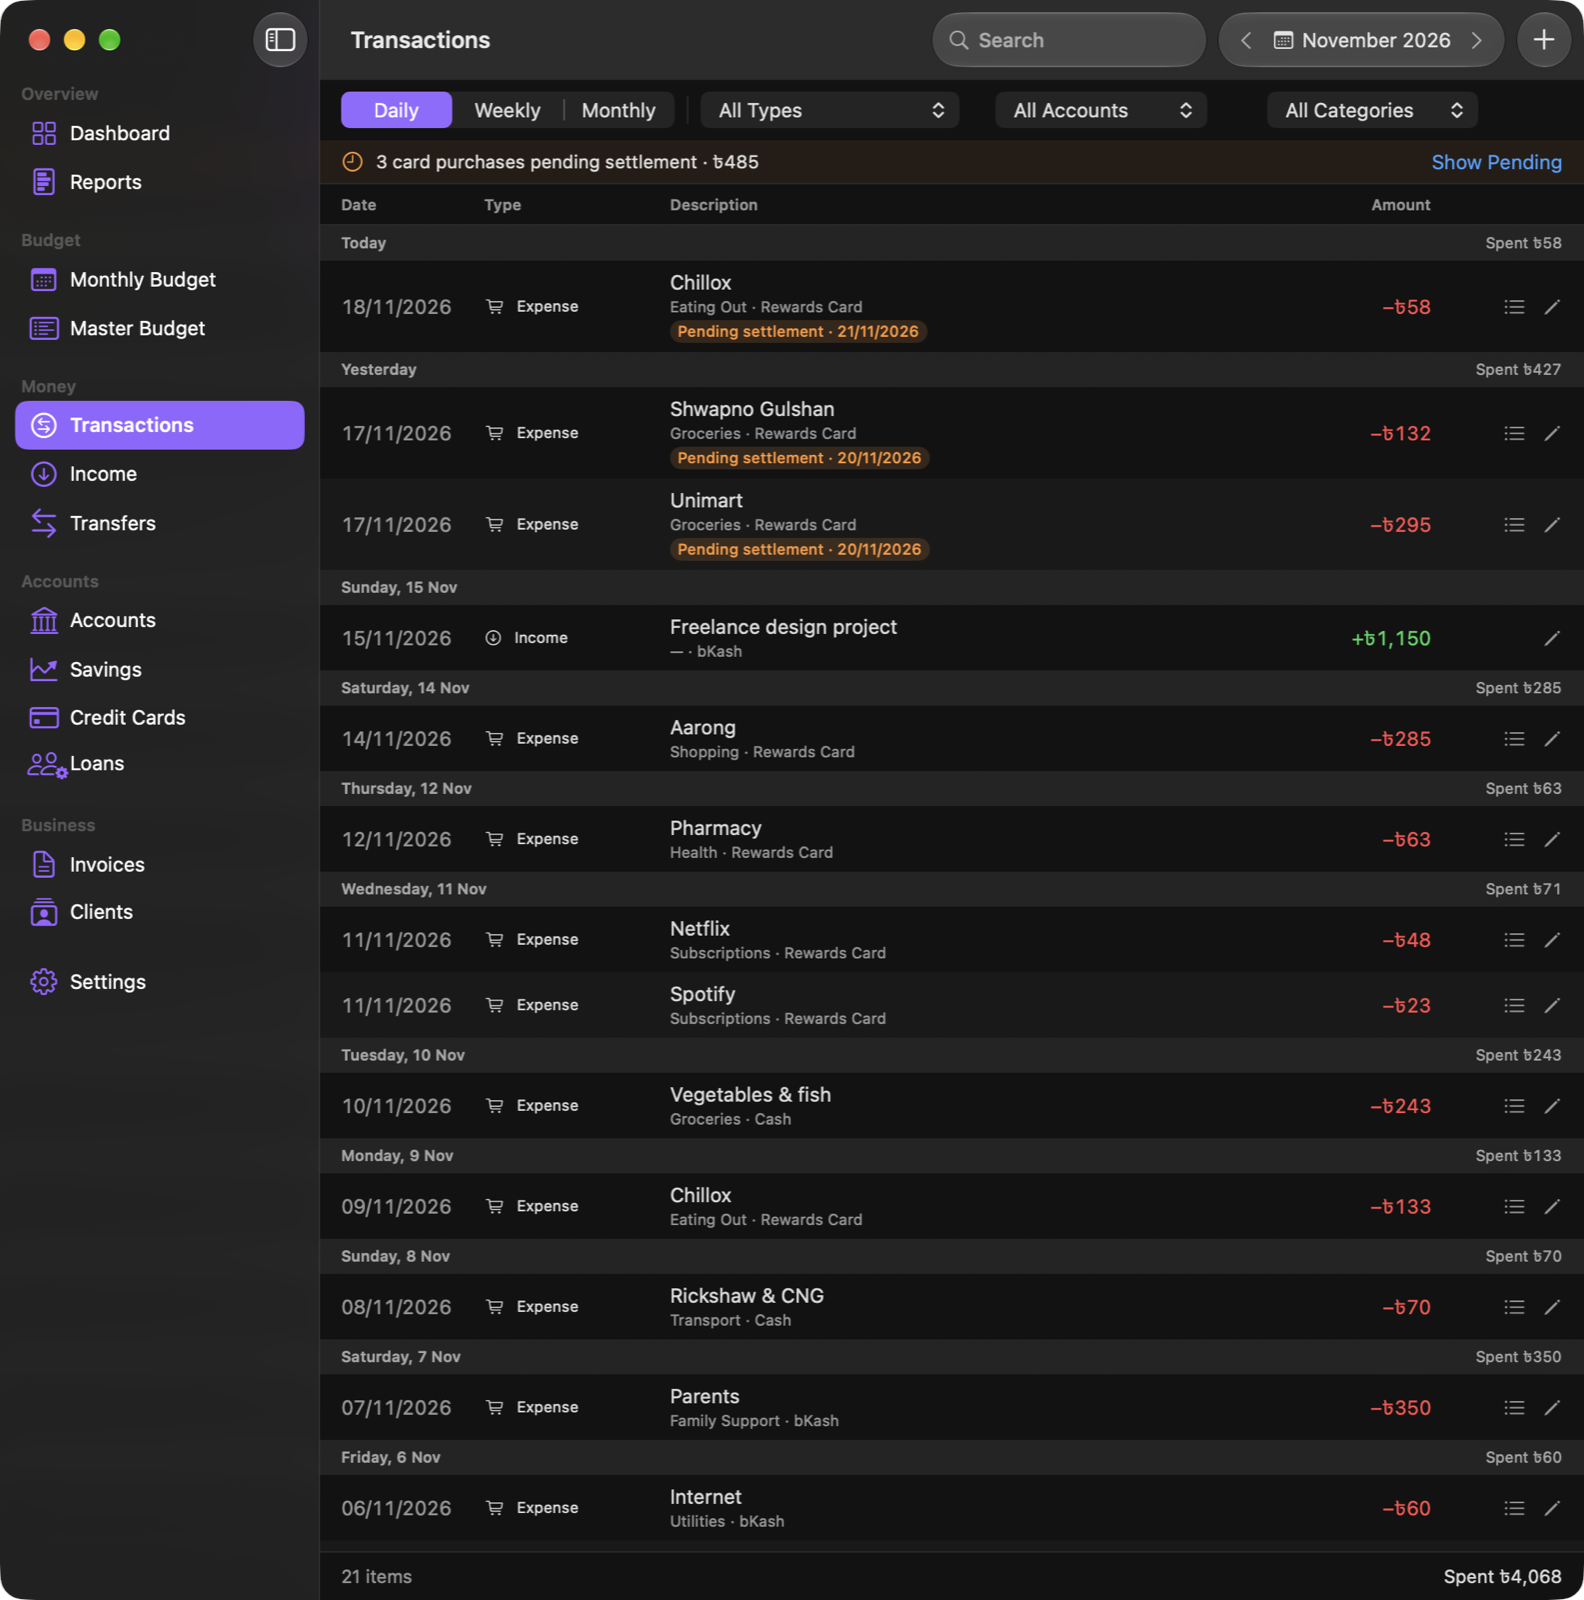 Transactions
Search
November 2026
Overview
Dashboard
Reports
Budget
Monthly Budget
Master Budget
Money
Transactions
Income
Transfers
Accounts
Accounts
Savings
Credit Cards
Loans
Business
Invoices
Clients
Settings
Daily Weekly Monthly All Types All Accounts All Categories
3 card purchases pending settlement · ৳485 Show Pending
Date Type Description Amount
Today Spent ৳58
18/11/2026 Expense Chillox −৳58
Eating Out · Rewards Card
Pending settlement · 21/11/2026
Yesterday Spent ৳427
17/11/2026 Expense Shwapno Gulshan −৳132
Groceries · Rewards Card
Pending settlement · 20/11/2026
17/11/2026 Expense Unimart −৳295
Groceries · Rewards Card
Pending settlement · 20/11/2026
Sunday, 15 Nov
15/11/2026 Income Freelance design project +৳1,150
— · bKash
Saturday, 14 Nov Spent ৳285
14/11/2026 Expense Aarong −৳285
Shopping · Rewards Card
Thursday, 12 Nov Spent ৳63
12/11/2026 Expense Pharmacy −৳63
Health · Rewards Card
Wednesday, 11 Nov Spent ৳71
11/11/2026 Expense Netflix −৳48
Subscriptions · Rewards Card
11/11/2026 Expense Spotify −৳23
Subscriptions · Rewards Card
Tuesday, 10 Nov Spent ৳243
10/11/2026 Expense Vegetables & fish −৳243
Groceries · Cash
Monday, 9 Nov Spent ৳133
09/11/2026 Expense Chillox −৳133
Eating Out · Rewards Card
Sunday, 8 Nov Spent ৳70
08/11/2026 Expense Rickshaw & CNG −৳70
Transport · Cash
Saturday, 7 Nov Spent ৳350
07/11/2026 Expense Parents −৳350
Family Support · bKash
Friday, 6 Nov Spent ৳60
06/11/2026 Expense Internet −৳60
Utilities · bKash
21 items Spent ৳4,068